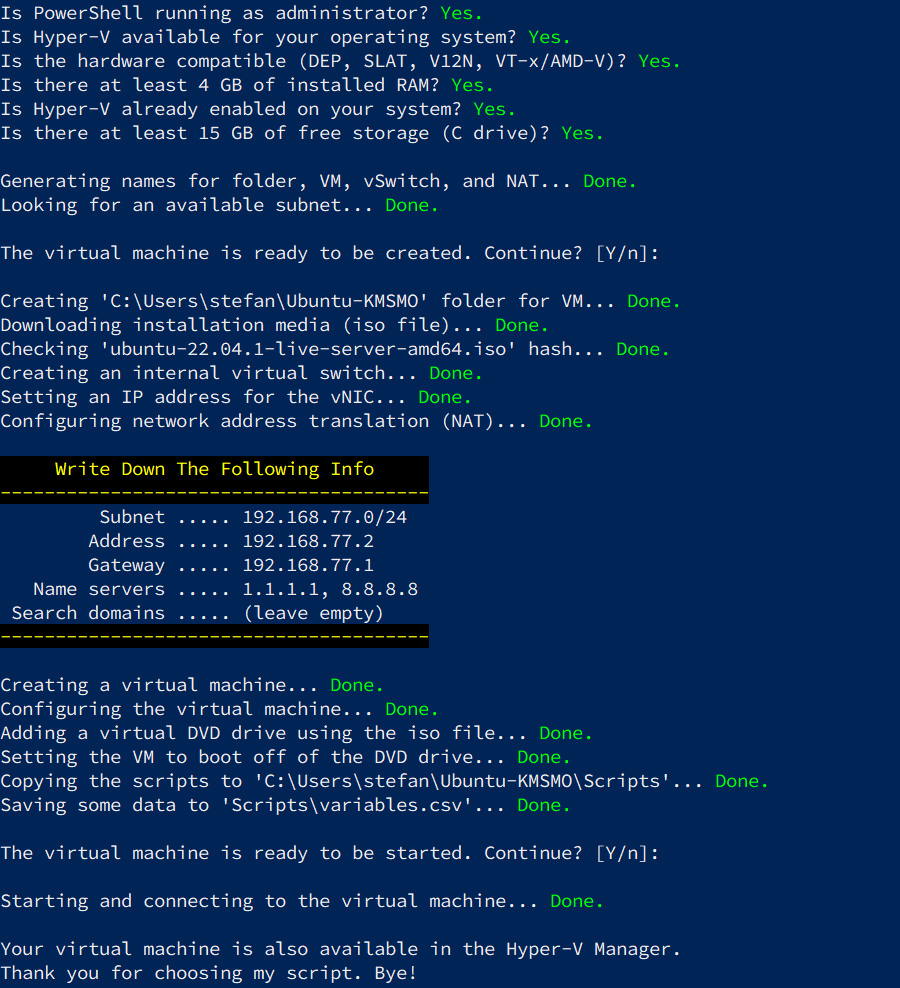 Is PowerShell running as administrator? Yes.
Is Hyper-V available for your operating system? Yes.
Is the hardware compatible (DEP, SLAT, V12N, VT-x/AMD-V)? Yes.
Is there at least 4 GB of installed RAM? Yes.
Is Hyper-V already enabled on your system? Yes.
Is there at least 15 GB of free storage (C drive)? Yes.
Generating names for folder, VM, vSwitch, and NAT... Done.
Looking for an available subnet... Done.
The virtual machine is ready to be created. Continue? [Y/n]:
Creating 'C:\Users\stefan\Ubuntu-KMSMO' folder for VM... Done.
Downloading installation media (iso file)... Done.
Checking 'ubuntu-22.04.1-live-server-amd64.iso' hash... Done.
Creating an internal virtual switch... Done.
Setting an IP address for the vNIC... Done.
Configuring network address translation (NAT)... Done.
Write Down The Following Info
---------------------------------------
Subnet ..... 192.168.77.0/24
Address ..... 192.168.77.2
Gateway ..... 192.168.77.1
Name servers ..... 1.1.1.1, 8.8.8.8
Search domains ..... (leave empty)
---------------------------------------
Creating a virtual machine... Done.
Configuring the virtual machine... Done.
Adding a virtual DVD drive using the iso file... Done.
Setting the VM to boot off of the DVD drive... Done.
Copying the scripts to 'C:\Users\stefan\Ubuntu-KMSMO\Scripts'... Done.
Saving some data to 'Scripts\variables.csv'... Done.
The virtual machine is ready to be started. Continue? [Y/n]:
Starting and connecting to the virtual machine... Done.
Your virtual machine is also available in the Hyper-V Manager.
Thank you for choosing my script. Bye!